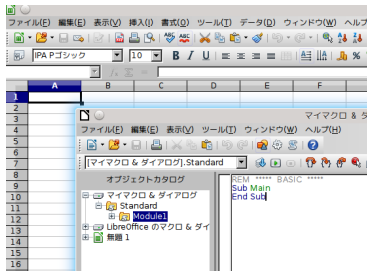 ファイル(F) 編集(E) 表示(V) 挿入(I) 書式(O) ツール(T) データ(D) ウィンドウ(W) ヘルプ
IPA Pゴシック 10 B I U %
A B C D E F
1
2
3
4
5
6
7
8
9
10
11
12
13
14
15
16
マイマクロ &
ファイル(F) 編集(E) 表示(V) ツール(T) ウィンドウ(W) ヘルプ(H)
[マイマクロ & ダイアログ].Standard
オブジェクトカタログ
マイマクロ & ダイアログ
Standard
Module1
LibreOffice のマクロ & ダイ
無題 1
REM ***** BASIC *****
Sub Main
End Sub